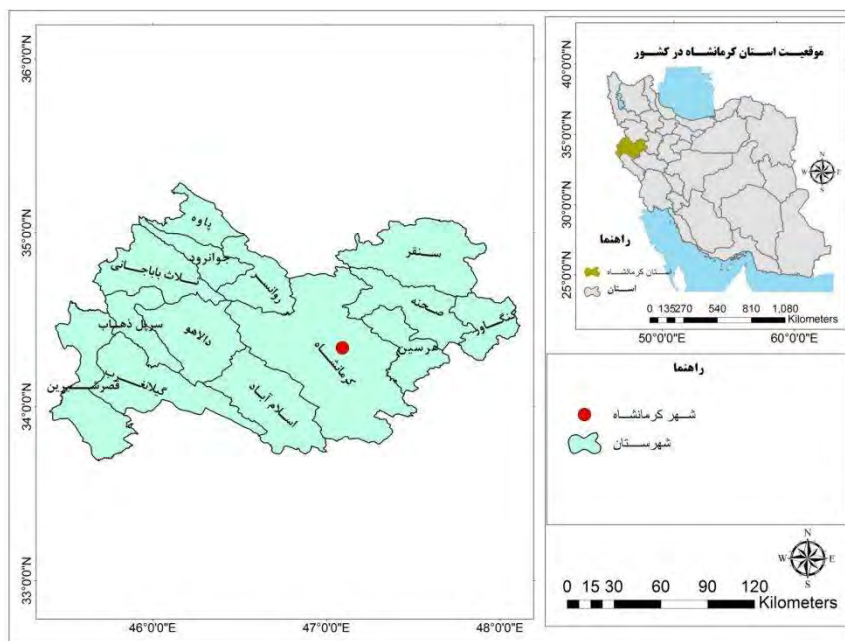 36°0'0"N
35°0'0"N
34°0'0"N
33°0'0"N
46°0'0"E
47°0'0"E
48°0'0"E
پاوه
جوانرود
ثلاث باباجانی
روانسر
سنقر
صحنه
کنگاور
هرسین
سرپل ذهاب
دالاهو
کرمانشاه
گیلانغرب
قصرشیرین
اسلام آباد
موقعیت استان کرمانشاه در کشور
40°0'0"N
35°0'0"N
30°0'0"N
25°0'0"N
N
W E
S
راهنما
استان کرمانشاه
استان
0 135270 540 810 1,080
Kilometers
50°0'0"E
60°0'0"E
راهنما
شهر کرمانشاه
شهرستان
N
W E
S
0 15 30 60 90 120
Kilometers